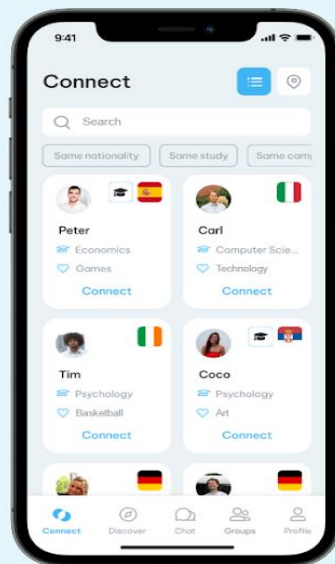 9:41
Connect
Search
Same nationality Same study Same cam
Peter
Economics
Games
Connect
Carl
Computer Scie...
Technology
Connect
Tim
Psychology
Basketball
Connect
Coco
Psychology
Art
Connect
Connect Discover Chat Groups Profile